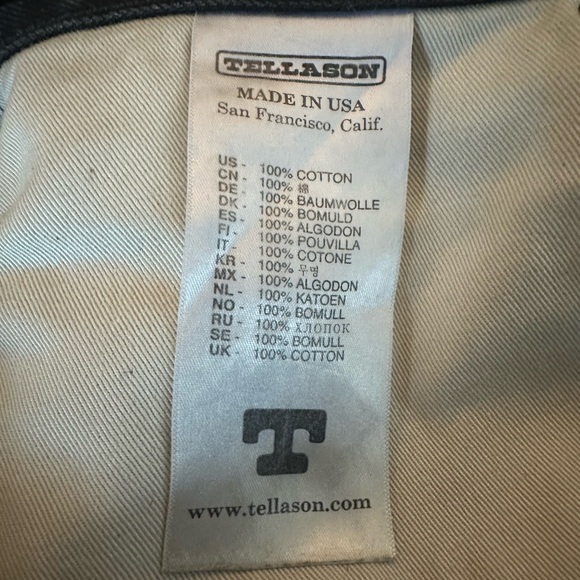 TELLASON
MADE IN USA
San Francisco, Calif.
US - 100% COTTON
CN - 100% 棉
DE - 100% BAUMWOLLE
DK - 100% BOMULD
ES - 100% ALGODON
FI - 100% POUVILLA
IT - 100% COTONE
KR - 100% 무명
MX - 100% ALGODON
NL - 100% KATOEN
NO - 100% BOMULL
RU - 100% ХЛОПОК
SE - 100% BOMULL
UK - 100% COTTON
T
www.tellason.com